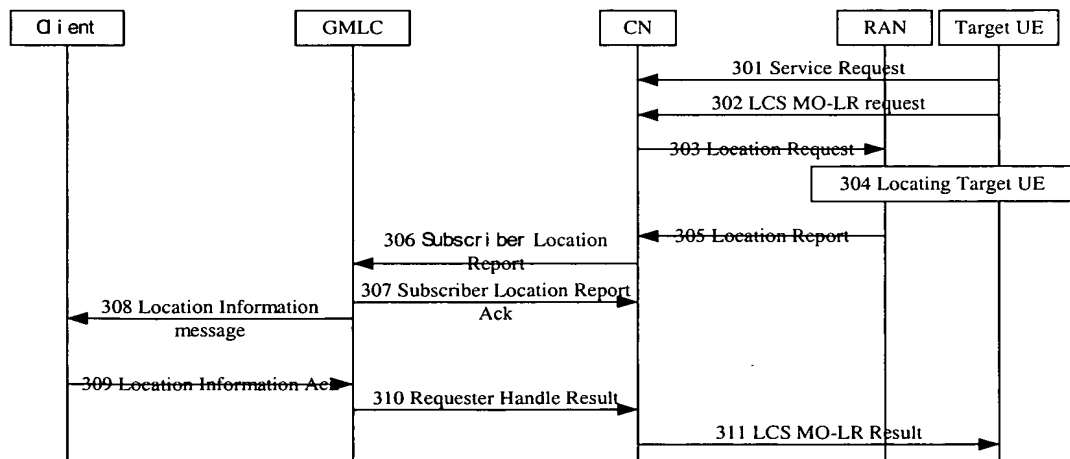 Client
GMLC
CN
RAN
Target UE
301 Service Request
302 LCS MO-LR request
303 Location Request
304 Locating Target UE
305 Location Report
306 Subscriber Location
Report
307 Subscriber Location Report
Ack
308 Location Information
message
309 Location Information Ack
310 Requester Handle Result
311 LCS MO-LR Result